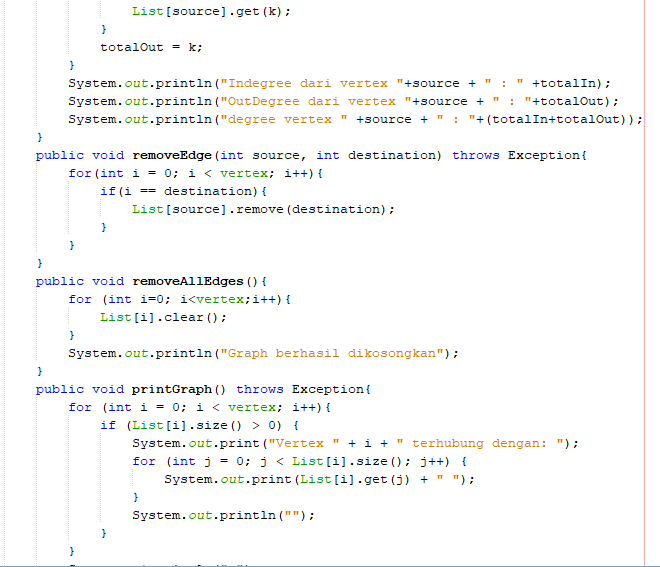 List[source].get(k);
}
totalOut = k;
}
System.out.println("Indegree dari vertex "+source + " : " +totalIn);
System.out.println("OutDegree dari vertex "+source + " : "+totalOut);
System.out.println("degree vertex " +source + " : "+(totalIn+totalOut));
}
public void removeEdge(int source, int destination) throws Exception{
for(int i = 0; i < vertex; i++){
if(i == destination){
List[source].remove(destination);
}
}
}
public void removeAllEdges(){
for (int i=0; i<vertex;i++){
List[i].clear();
}
System.out.println("Graph berhasil dikosongkan");
}
public void printGraph() throws Exception{
for (int i = 0; i < vertex; i++){
if (List[i].size() > 0) {
System.out.print("Vertex " + i + " terhubung dengan: ");
for (int j = 0; j < List[i].size(); j++) {
System.out.print(List[i].get(j) + " ");
}
System.out.println("");
}
}